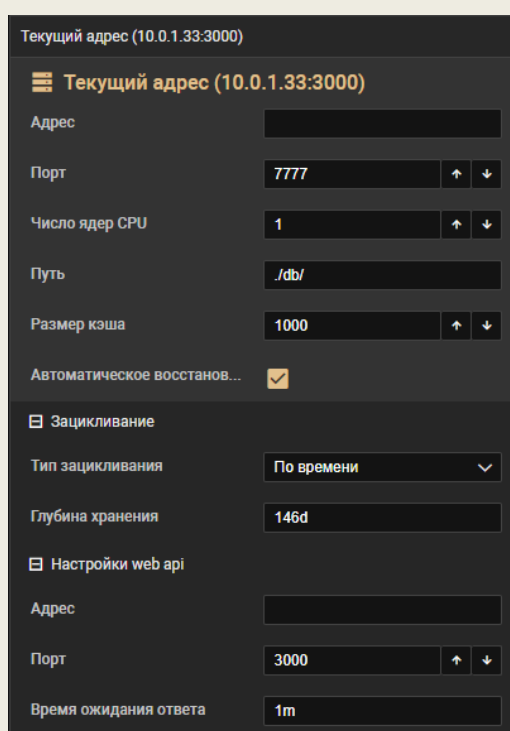 Текущий адрес (10.0.1.33:3000)
Текущий адрес (10.0.1.33:3000)
Адрес
Порт 7777
Число ядер CPU 1
Путь ./db/
Размер кэша 1000
Автоматическое восстанов...
Зацикливание
Тип зацикливания По времени
Глубина хранения 146d
Настройки web api
Адрес
Порт 3000
Время ожидания ответа 1m